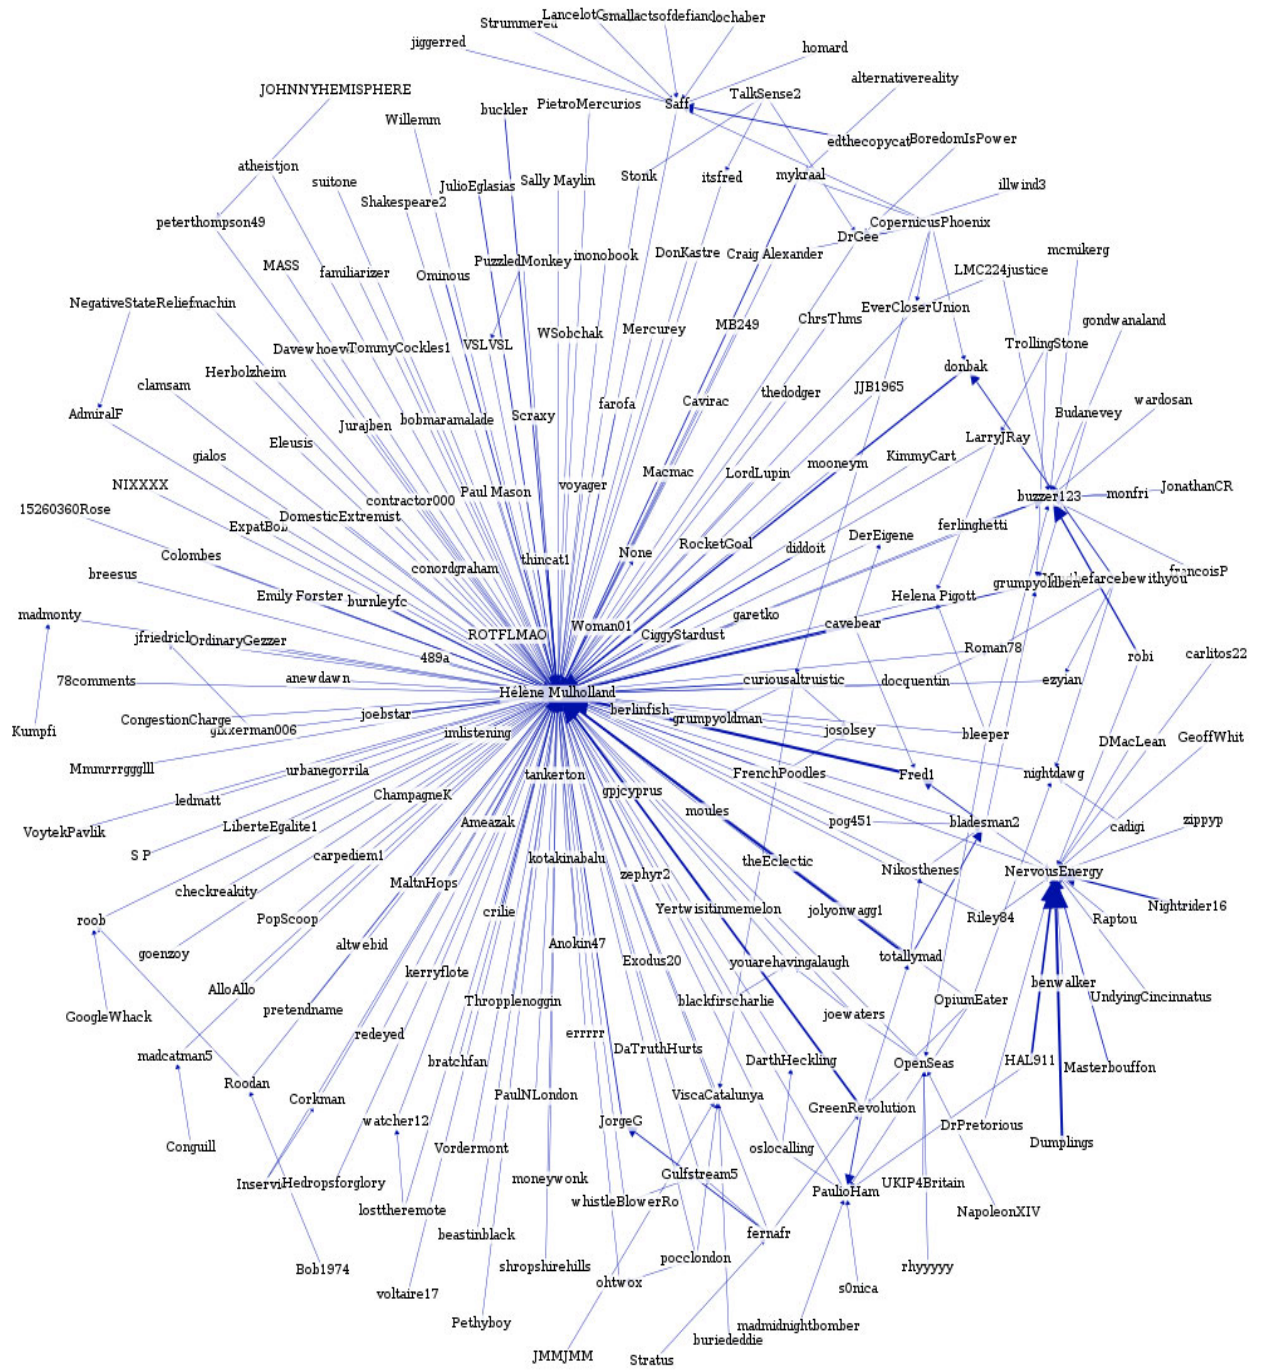 LancelotC
smallactsofdefiance
lochaber
Strummered
jiggerred
homard
alternativereality
JOHNNYHEMISPHERE
TalkSense2
Saff
PietroMercurios
buckler
Willemm
edthecopycat
BoredomIsPower
atheistjon
suitone
Shakespeare2
JulioEglasias
Sally Maylin
Stonk
itsfred
mykraal
illwind3
peterthompson49
CopernicusPhoenix
DrGee
MASS
familiarizer
Ominous
PuzzledMonkey
inonobook
DonKastre
Craig Alexander
mcmikerg
LMC224justice
NegativeStateReliefmachin
EverCloserUnion
ChrsThms
gondwanaland
MB249
Mercurey
WSobchak
VSLVSL
TommyCockles1
Davewhoev
TrollingStone
Herbolzheim
donbak
clamsam
JJB1965
thedodger
Cavirac
farofa
wardosan
AdmiralF
Scraxy
bobmaramalade
Jurajben
Budanevey
Eleusis
LarryJRay
gialos
KimmyCart
mooneym
LordLupin
Macmac
NIXXXX
voyager
Paul Mason
contractor000
JonathanCR
monfri
buzzer123
15260360Rose
DomesticExtremist
ExpatBob
ferlinghetti
DerEigene
RocketGoal
diddoit
None
thincat1
conordgraham
Colombes
breesus
francoisP
grumpyoldben
thefarcebewithyou
Emily Forster
burnleyfc
Helena Pigott
garetko
cavebear
madmonty
Woman01
CiggyStardust
ROTFLMAO
OrdinaryGezzer
489a
Roman78
robi
carlitos22
78comments
anewdawn
curiousaltruistic
docquentin
ezyian
Hélène Mulholland
berlinfish
grumpyoldman
joebstar
CongestionCharge
Kumpfi
imlistening
josolsey
bleeper
DMacLean
GeoffWhit
Mmmrrrggglll
urbanegorrila
tankerton
FrenchPoodles
Fred1
nightdawg
ledmatt
ChampagneK
gpjcyprus
moules
VoytekPavlik
LiberteEgalite1
Ameazak
pog451
bladesman2
cadigi
zippyp
S P
carpediem1
kotakinabalu
theEclectic
Nikosthenes
NervousEnergy
zephyr2
MaltnHops
checkreakity
Nightrider16
roob
PopScoop
crilie
Yertwisitinmemelon
jolyonwagg1
Riley84
Raptou
goenzoy
altwebid
Anokin47
Exodus20
youarehavingalaugh
totallymad
kerryflote
AlloAllo
benwalker
UndyingCincinnatus
pretendname
Thropplenoggin
blackfirscharlie
OpiumEater
joewaters
GoogleWhack
redeyed
errrrr
DaTruthHurts
madcatman5
bratchfan
DarthHeckling
OpenSeas
HAL911
Masterbouffon
Roodan
Corkman
PaulNLondon
ViscaCatalunya
GreenRevolution
watcher12
JorgeG
DrPretorious
Dumplings
Conguill
Vordermont
oslocalling
Gulfstream5
moneywonk
Hedropsforglory
PaulioHam
UKIP4Britain
whistleBlowerRo
losttheremote
NapoleonXIV
beastinblack
fernafr
pocclondon
Bob1974
shropshirehills
rhyyyyy
ohtwox
s0nica
voltaire17
Pethyboy
madmidnightbomber
burieddeddie
JMMJMM
Stratus